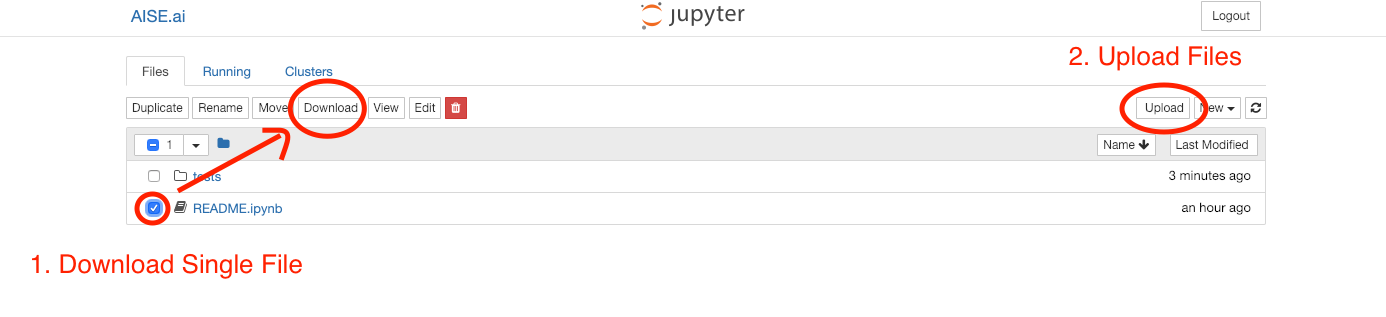 AISE.ai jupyter Logout
2. Upload Files
Files Running Clusters
Duplicate Rename Move Download View Edit Upload New
1 Name Last Modified
tests 3 minutes ago
README.ipynb an hour ago
1. Download Single File